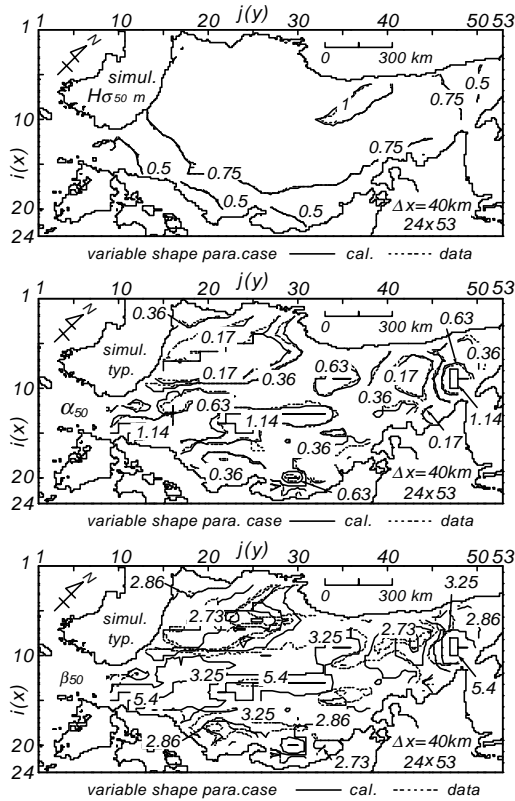 j(y)
1 10 20 30 40 50 53
1
N
simul.
Hσ50 m
0 300 km
1
0.5
0.75
10
0.75
0.5
0.75
0.5
0.5
i(x)
20
24
Δx=40km
24x53
variable shape para.case cal. data
1 10 20 30 40 50 53
1
N
0.36
0.17
simul.
typ.
0 300 km
0.63
0.36
0.17
0.36
0.63
0.17
10
α50
0.63
0.36
1.14
1.14
1.14
0.17
0.36
0.36
0.63
i(x)
20
24
Δx=40km
24x53
variable shape para. case cal. data
j(y)
1 10 20 30 40 50 53
1
N
2.86
2.73
simul.
typ.
0 300 km
3.25
2.86
2.73
3.25
10
β50
3.25
5.4
5.4
5.4
3.25
2.86
2.86
2.73
i(x)
20
24
Δx=40km
24x53
variable shape para.case cal. data